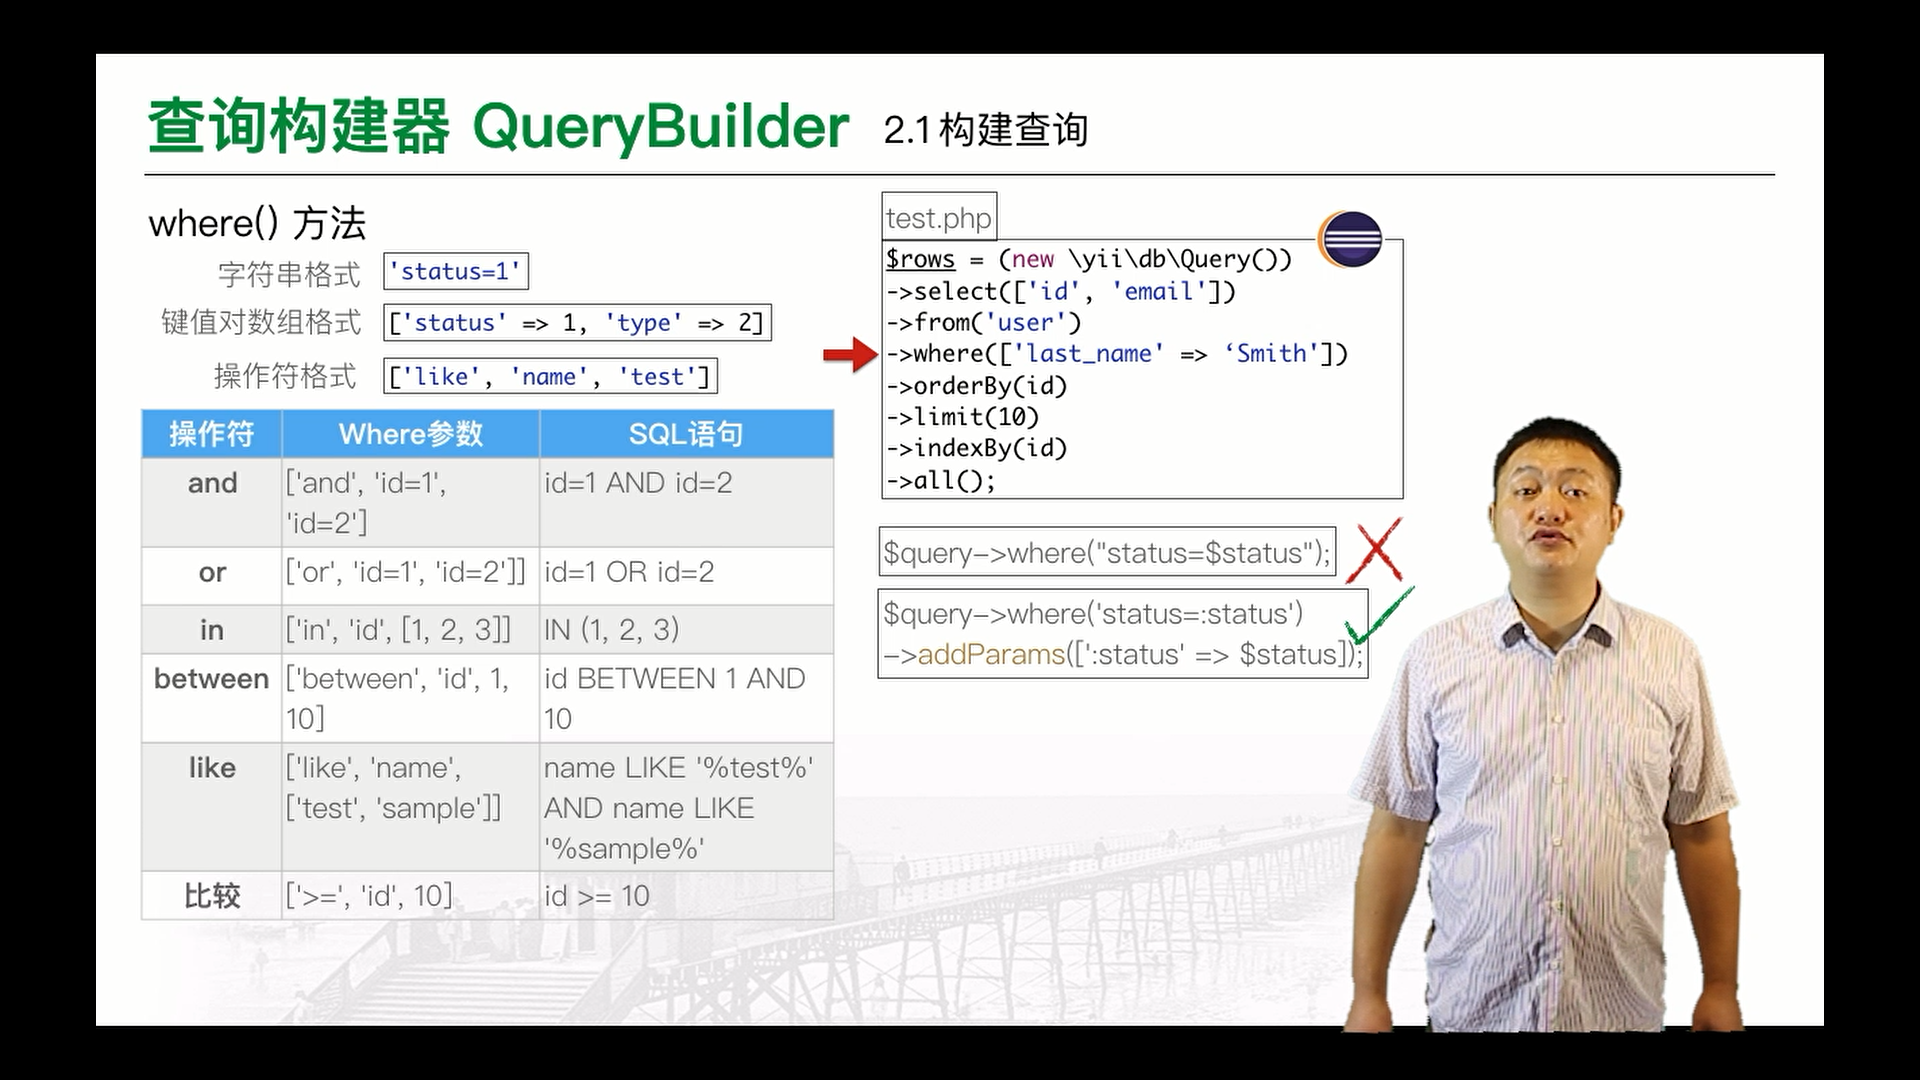 查询构建器 QueryBuilder 2.1构建查询
where() 方法
字符串格式 'status=1'
键值对数组格式 ['status' => 1, 'type' => 2]
操作符格式 ['like', 'name', 'test']
操作符 Where参数 SQL语句
and ['and', 'id=1', id=1 AND id=2
'id=2']
or ['or', 'id=1', 'id=2']] id=1 OR id=2
in ['in', 'id', [1, 2, 3]] IN (1, 2, 3)
between ['between', 'id', 1, id BETWEEN 1 AND
10] 10
like ['like', 'name', name LIKE '%test%'
['test', 'sample']] AND name LIKE
'%sample%'
比较 ['>=', 'id', 10] id >= 10
test.php
$rows = (new \yii\db\Query())
->select(['id', 'email'])
->from('user')
->where(['last_name' => ‘Smith'])
->orderBy(id)
->limit(10)
->indexBy(id)
->all();
$query->where("status=$status");
$query->where('status=:status')
->addParams([':status' => $status]);